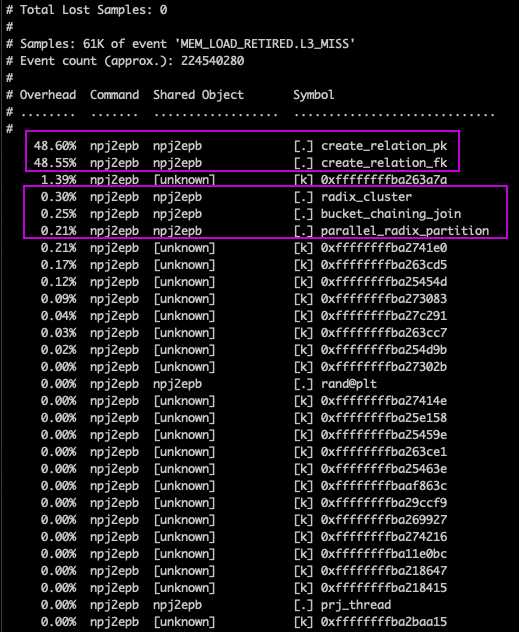 # Total Lost Samples: 0
#
# Samples: 61K of event 'MEM_LOAD_RETIRED.L3_MISS'
# Event count (approx.): 224540280
#
# Overhead  Command  Shared Object      Symbol
# ........  .......  .................  .............................
#
    48.60%  npj2epb  npj2epb            [.] create_relation_pk
    48.55%  npj2epb  npj2epb            [.] create_relation_fk
     1.39%  npj2epb  [unknown]          [k] 0xffffffffba263a7a
     0.30%  npj2epb  npj2epb            [.] radix_cluster
     0.25%  npj2epb  npj2epb            [.] bucket_chaining_join
     0.21%  npj2epb  npj2epb            [.] parallel_radix_partition
     0.21%  npj2epb  [unknown]          [k] 0xffffffffba2741e0
     0.17%  npj2epb  [unknown]          [k] 0xffffffffba263cd5
     0.12%  npj2epb  [unknown]          [k] 0xffffffffba25454d
     0.09%  npj2epb  [unknown]          [k] 0xffffffffba273083
     0.04%  npj2epb  [unknown]          [k] 0xffffffffba27c291
     0.03%  npj2epb  [unknown]          [k] 0xffffffffba263cc7
     0.02%  npj2epb  [unknown]          [k] 0xffffffffba254d9b
     0.00%  npj2epb  [unknown]          [k] 0xffffffffba27302b
     0.00%  npj2epb  npj2epb            [.] rand@plt
     0.00%  npj2epb  [unknown]          [k] 0xffffffffba27414e
     0.00%  npj2epb  [unknown]          [k] 0xffffffffba25e158
     0.00%  npj2epb  [unknown]          [k] 0xffffffffba25459e
     0.00%  npj2epb  [unknown]          [k] 0xffffffffba263ce1
     0.00%  npj2epb  [unknown]          [k] 0xffffffffba25463e
     0.00%  npj2epb  [unknown]          [k] 0xffffffffbaaf863c
     0.00%  npj2epb  [unknown]          [k] 0xffffffffba29ccf9
     0.00%  npj2epb  [unknown]          [k] 0xffffffffba269927
     0.00%  npj2epb  [unknown]          [k] 0xffffffffba274216
     0.00%  npj2epb  [unknown]          [k] 0xffffffffba11e0bc
     0.00%  npj2epb  [unknown]          [k] 0xffffffffba218647
     0.00%  npj2epb  [unknown]          [k] 0xffffffffba218415
     0.00%  npj2epb  npj2epb            [.] prj_thread
     0.00%  npj2epb  [unknown]          [k] 0xffffffffba2baa15